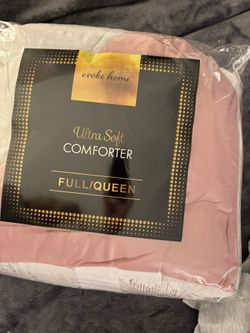 evoke home
Ultra Soft
COMFORTER
FULL/QUEEN